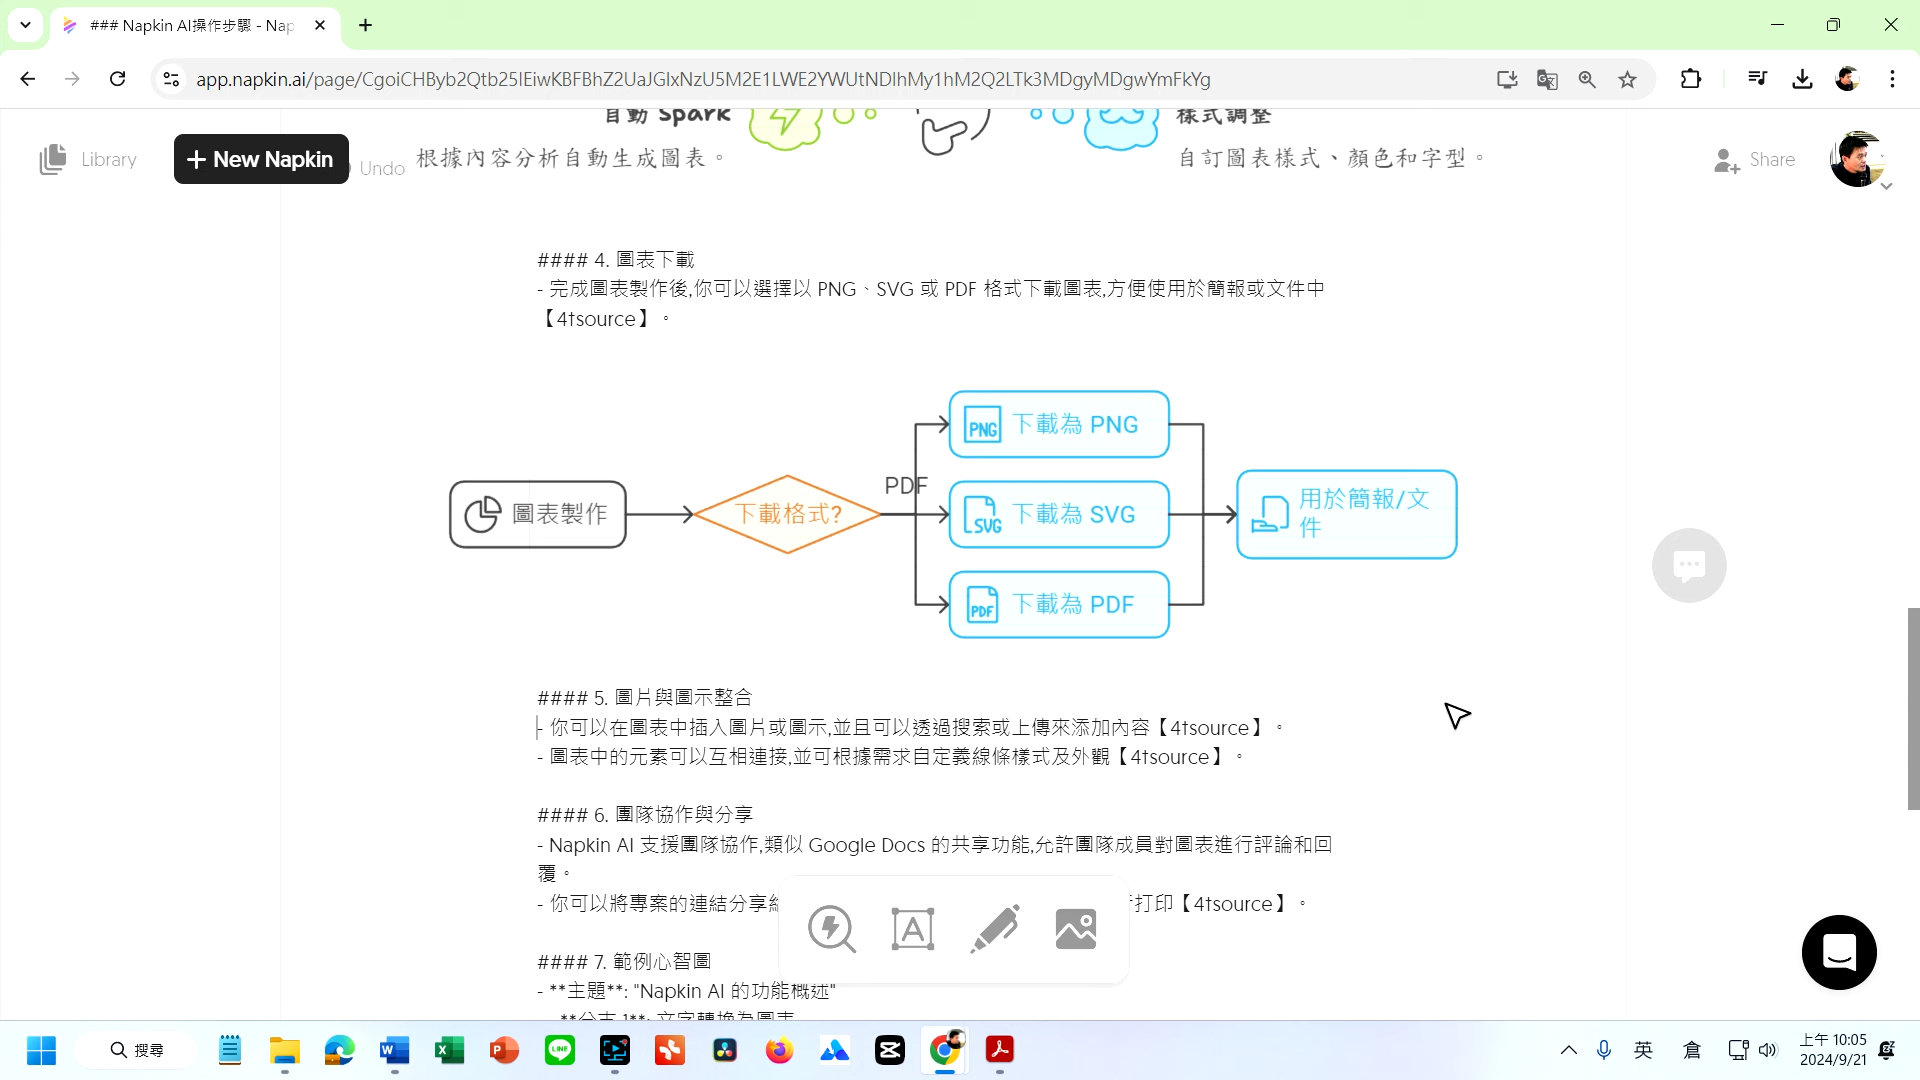 ### Napkin AI操作步驟 - Nap
app.napkin.ai/page/CgoiCHByb2Qtb25lEiwKBFBhZ2UaJGIxNzU5M2E1LWE2YWUtNDlhMy1hM2Q2LTk3MDgyMDgwYmFkYg
自動 Spark
樣式調整
Library
+ New Napkin
Undo
根據內容分析自動生成圖表。
自訂圖表樣式、顏色和字型。
Share
#### 4. 圖表下載
- 完成圖表製作後,你可以選擇以 PNG、SVG 或 PDF 格式下載圖表,方便使用於簡報或文件中
【4†source】。
PNG 下載為 PNG
圖表製作
下載格式?
PDF
SVG 下載為 SVG
用於簡報/文
件
PDF 下載為 PDF
#### 5. 圖片與圖示整合
- 你可以在圖表中插入圖片或圖示,並且可以透過搜索或上傳來添加內容【4†source】。
- 圖表中的元素可以互相連接,並可根據需求自定義線條樣式及外觀【4†source】。
#### 6. 團隊協作與分享
- Napkin AI 支援團隊協作,類似 Google Docs 的共享功能,允許團隊成員對圖表進行評論和回
覆。
- 你可以將專案的連結分享給
打印【4†source】。
#### 7. 範例心智圖
- **主題**: "Napkin AI 的功能概述"
搜尋
英
倉
上午 10:05
2024/9/21